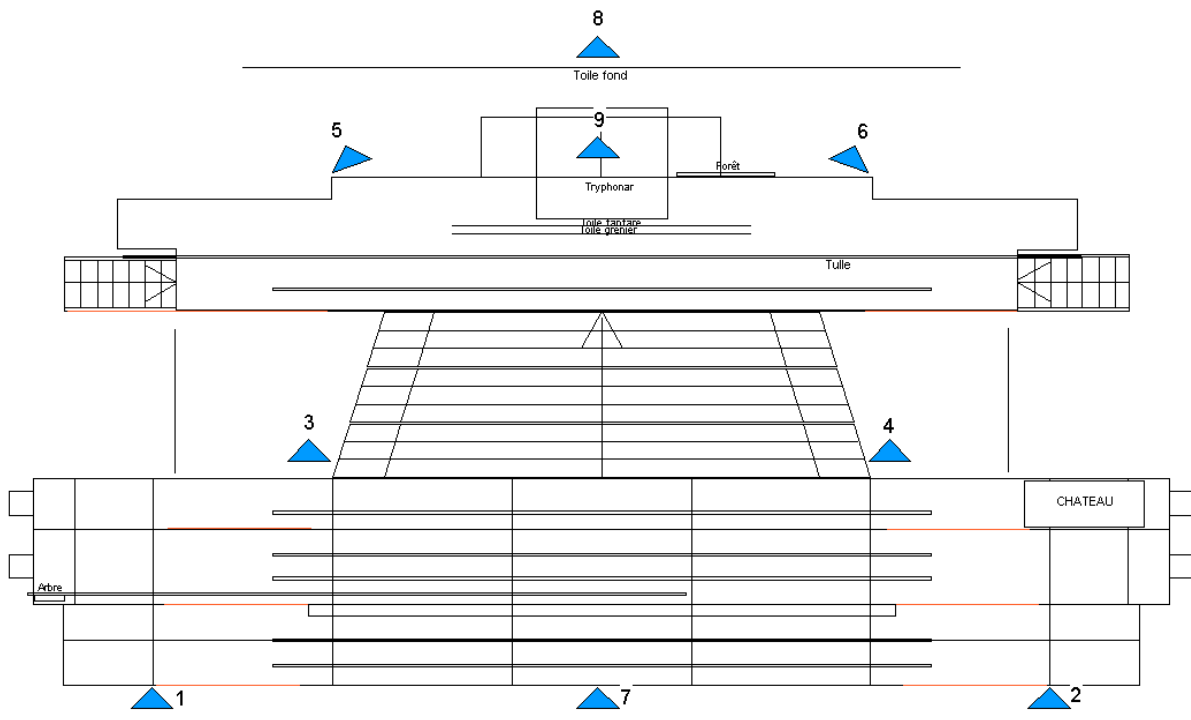 8
Toile fond
5
9
6
Forêt
Tryphonar
Toile fanfare
Toile grenier
Tulle
3
4
CHATEAU
Arbre
1
7
2